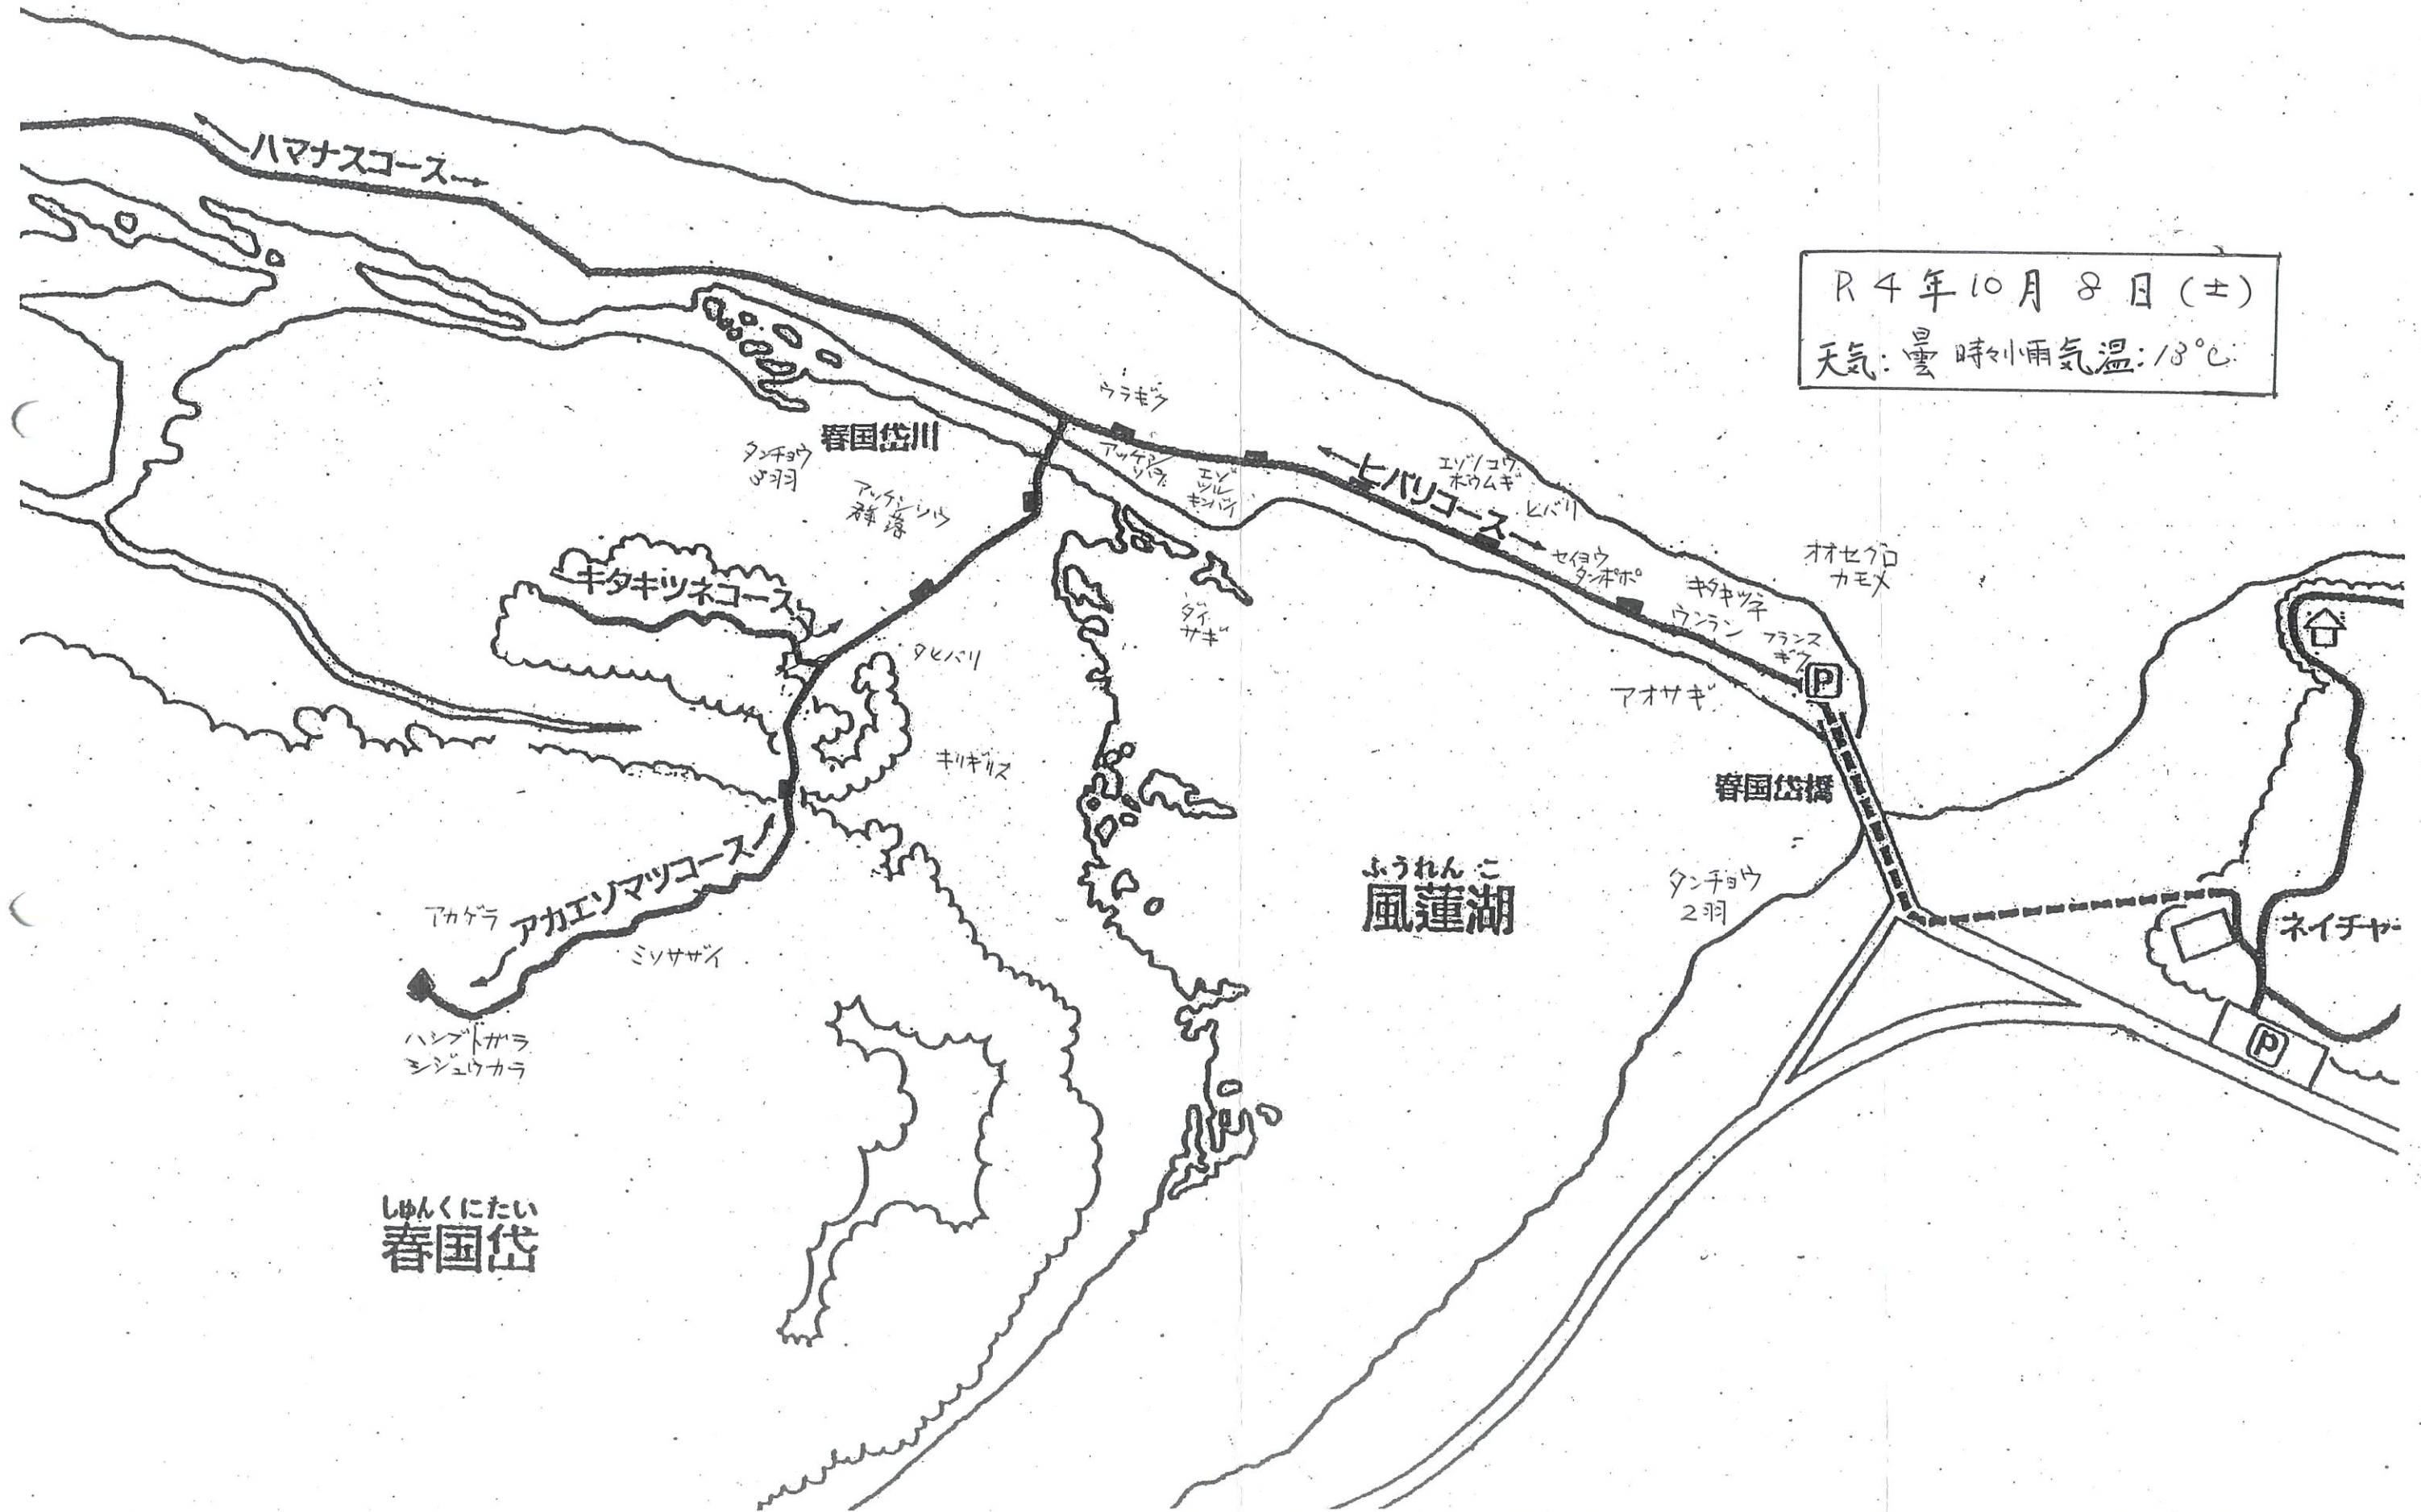 R4年10月8日(土)
天気:曇時々小雨気温:13℃
ハマナスコース
ウラギク
春国岱川
タンチョウ
アッケシソウ
群落
アッケシ
ソウ
エゾ
ツル
キンバイ
ヒバリコース
エゾノコウ
ボウムギ
ヒバリ
セイヨウ
タンポポ
オオセグロ
カモメ
キタキツネ
ウンラン
フランス
ギク
P
アオサギ
キタキツネコース
ダイ
サギ
タヒバリ
キリギリス
春国岱橋
タンチョウ
2羽
ふうれんこ
風蓮湖
ネイチャー
P
アカエゾマツコース
アカゲラ
ミソサザイ
ハシブトガラ
シジュウカラ
しゅんくにたい
春国岱